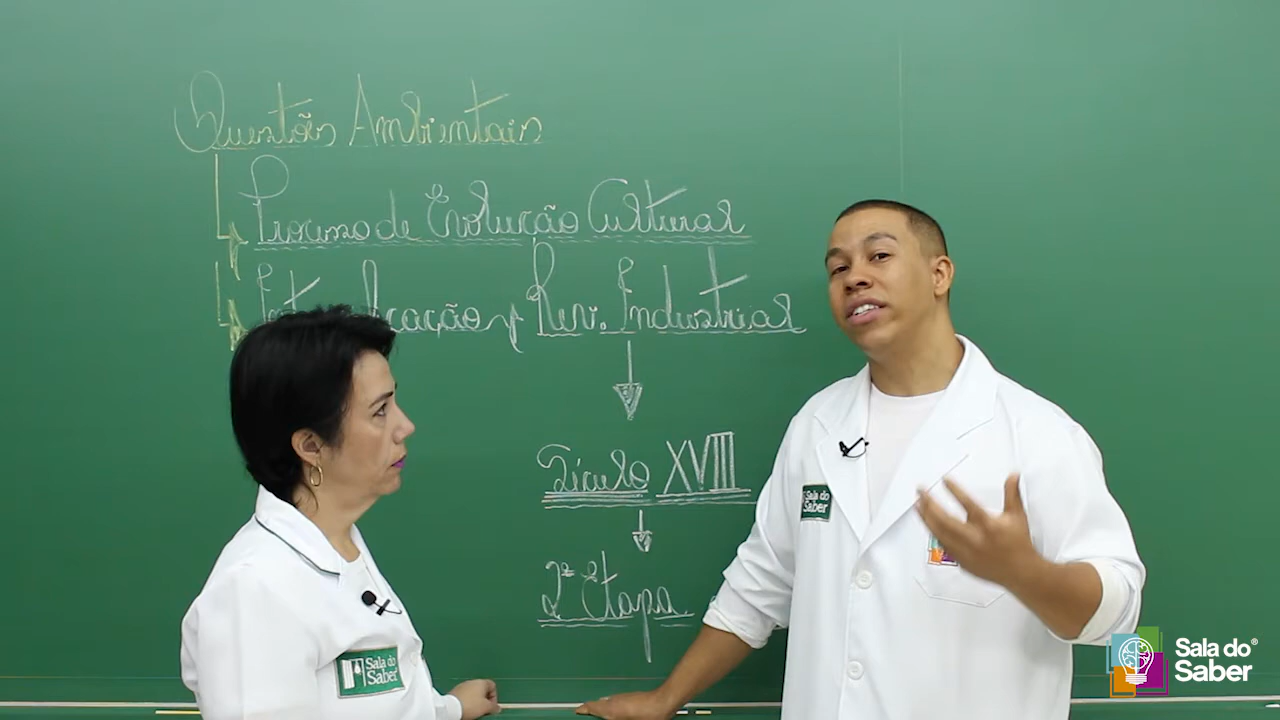 Questões Ambientais
Processo de Evolução Cultural
Rev. Industrial
Século XVIII
2ª Etapa
Sala do
Saber
Sala do
Saber
Sala do®
Saber